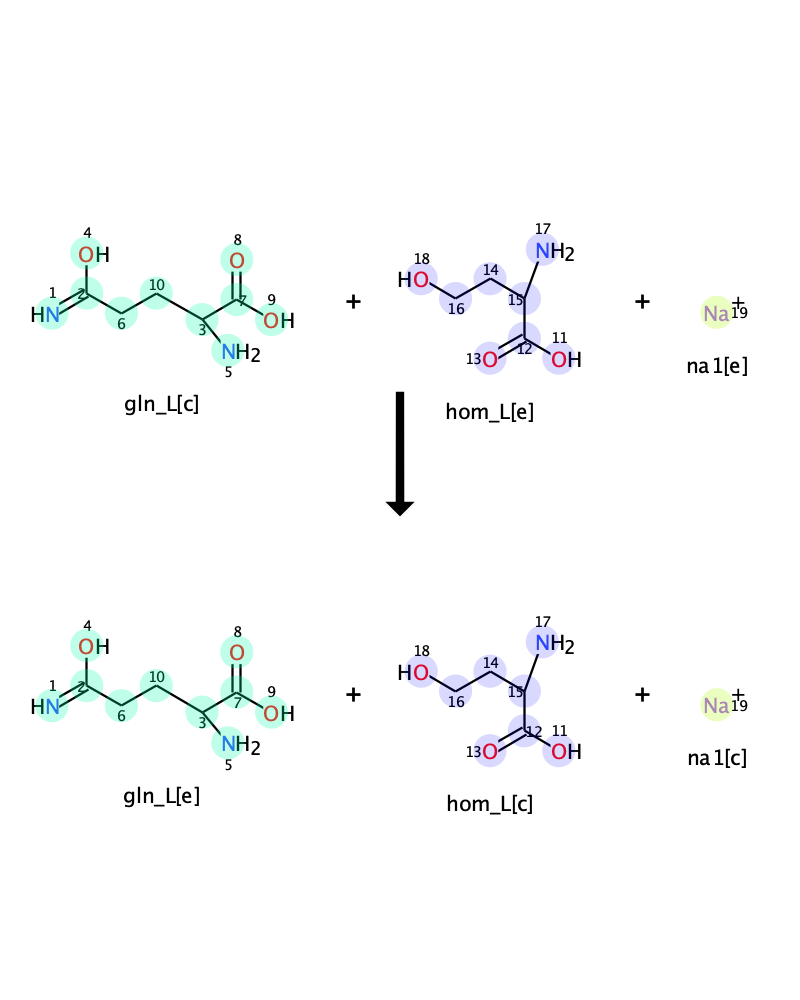 4 OH 1 HN 2 6 10 3 NH2 5 8 O 7 9 OH
+
18 HO 16 14 15 17 NH2 12 13 O 11 OH
+
Na + 19
gln_L[c]
hom_L[e]
na1[e]
4 OH 1 HN 2 6 10 3 NH2 5 8 O 7 9 OH
+
18 HO 16 14 15 17 NH2 12 13 O 11 OH
+
Na + 19
gln_L[e]
hom_L[c]
na1[c]